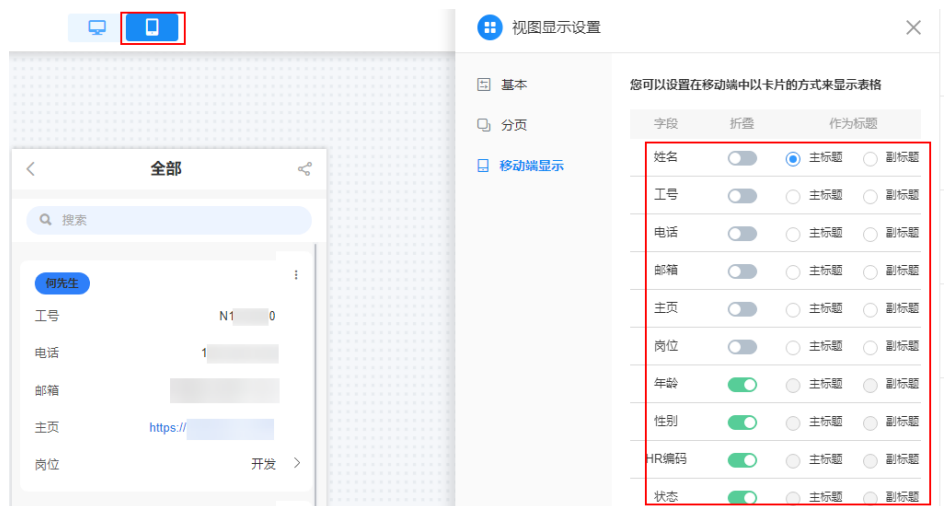 全部
搜索
何先生
工号 N1 0
电话 1
邮箱
主页 https://
岗位 开发
视图显示设置
基本
分页
移动端显示
您可以设置在移动端中以卡片的方式来显示表格
字段 折叠 作为标题
姓名 主标题 副标题
工号 主标题 副标题
电话 主标题 副标题
邮箱 主标题 副标题
主页 主标题 副标题
岗位 主标题 副标题
年龄 主标题 副标题
性别 主标题 副标题
HR编码 主标题 副标题
状态 主标题 副标题